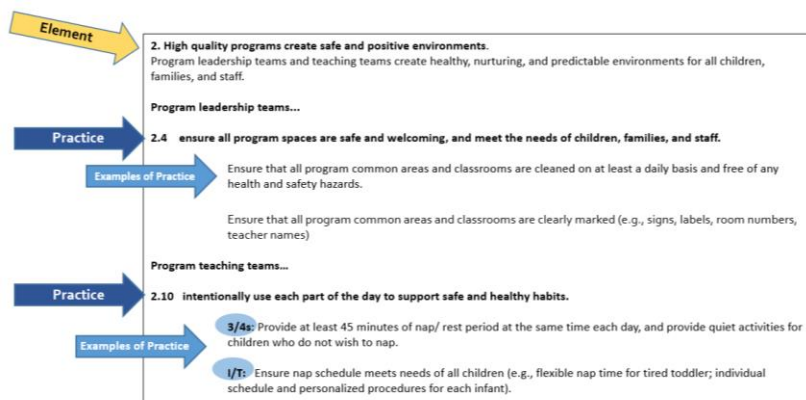 Element
2. High quality programs create safe and positive environments.
Program leadership teams and teaching teams create healthy, nurturing, and predictable environments for all children,
families, and staff.
Program leadership teams...
Practice
2.4 ensure all program spaces are safe and welcoming, and meet the needs of children, families, and staff.
Examples of Practice
Ensure that all program common areas and classrooms are cleaned on at least a daily basis and free of any
health and safety hazards.
Ensure that all program common areas and classrooms are clearly marked (e.g., signs, labels, room numbers,
teacher names)
Program teaching teams...
Practice
2.10 intentionally use each part of the day to support safe and healthy habits.
Examples of Practice
3/4s: Provide at least 45 minutes of nap/ rest period at the same time each day, and provide quiet activities for
children who do not wish to nap.
I/T: Ensure nap schedule meets needs of all children (e.g., flexible nap time for tired toddler; individual
schedule and personalized procedures for each infant).